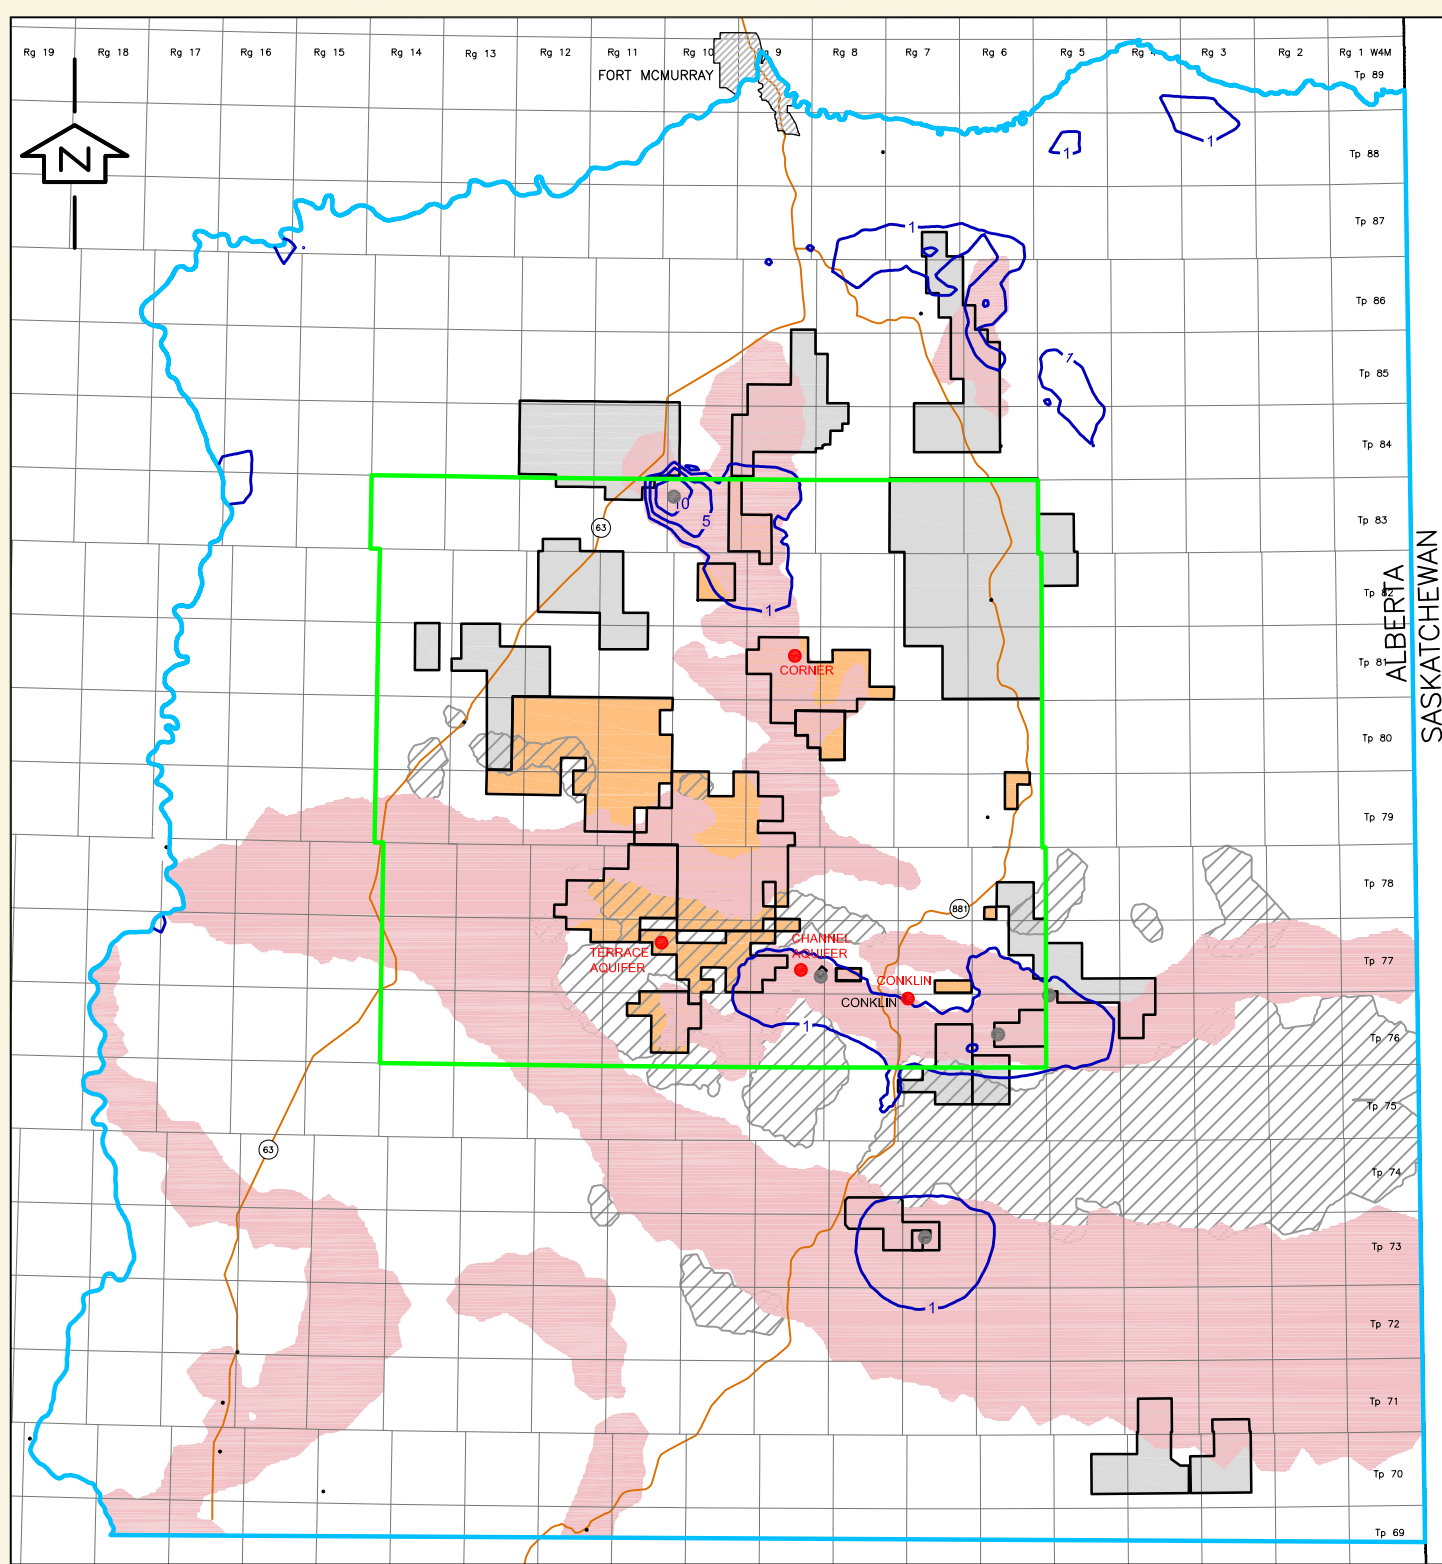 Rg 19 Rg 18 Rg 17 Rg 16 Rg 15 Rg 14 Rg 13 Rg 12 Rg 11 Rg 10 9 Rg 8 Rg 7 Rg 6 Rg 5 Rg 4 Rg 3 Rg 2 Rg 1 W4M
FORT MCMURRAY
Tp 89
N
1
1
Tp 88
Tp 87
1
Tp 86
1
Tp 85
Tp 84
10
5
63
Tp 83
1
Tp 82
ALBERTA
SASKATCHEWAN
CORNER
Tp 81
Tp 80
Tp 79
Tp 78
881
TERRACE
AQUIFER
CHANNEL
AQUIFER
CONKLIN
CONKLIN
Tp 77
1
Tp 76
Tp 75
63
Tp 74
Tp 73
1
Tp 72
Tp 71
Tp 70
Tp 69